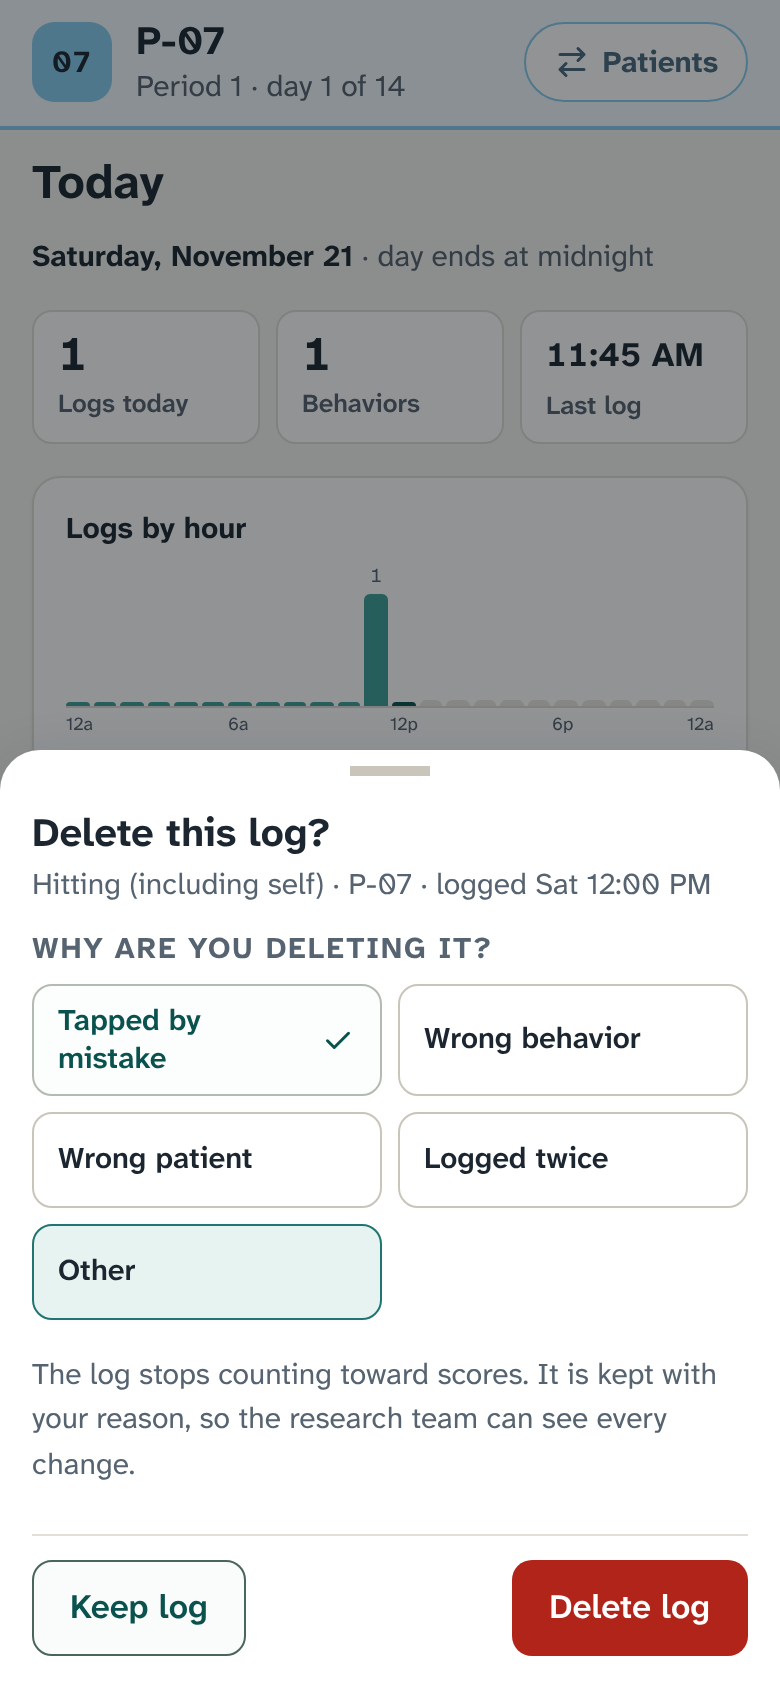 07
P-07
Period 1 · day 1 of 14
Patients
Today
Saturday, November 21 · day ends at midnight
1
Logs today
1
Behaviors
11:45 AM
Last log
Logs by hour
1
12a 6a 12p 6p 12a
Delete this log?
Hitting (including self) · P-07 · logged Sat 12:00 PM
WHY ARE YOU DELETING IT?
Tapped by
mistake
Wrong behavior
Wrong patient
Logged twice
Other
The log stops counting toward scores. It is kept with
your reason, so the research team can see every
change.
Keep log
Delete log